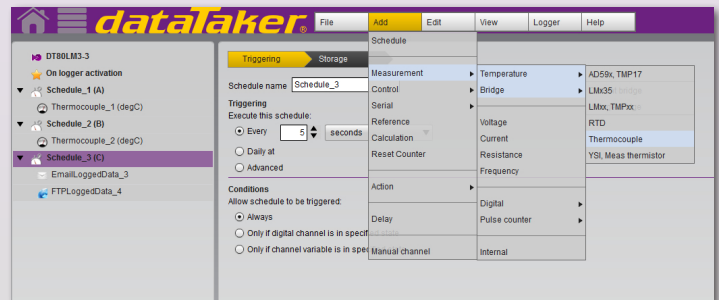 dataTaker®
File Add Edit View Logger Help
DT80LM3-3
On logger activation
Schedule_1 (A)
Thermocouple_1 (degC)
Schedule_2 (B)
Thermocouple_2 (degC)
Schedule_3 (C)
EmailLoggedData_3
FTPLoggedData_4
Triggering Storage
Schedule name Schedule_3
Triggering
Execute this schedule:
Every 5 seconds
Daily at
Advanced
Conditions
Allow schedule to be triggered:
Always
Only if digital channel is in specif
Only if channel variable is in spec
Schedule
Measurement
Control
Serial
Reference
Calculation
Reset Counter
Action
Delay
Manual channel
Temperature
Bridge
Voltage
Current
Resistance
Frequency
Digital
Pulse counter
Internal
AD59x, TMP17
LMx35
LMxx, TMPxx
RTD
Thermocouple
YSI, Meas thermistor